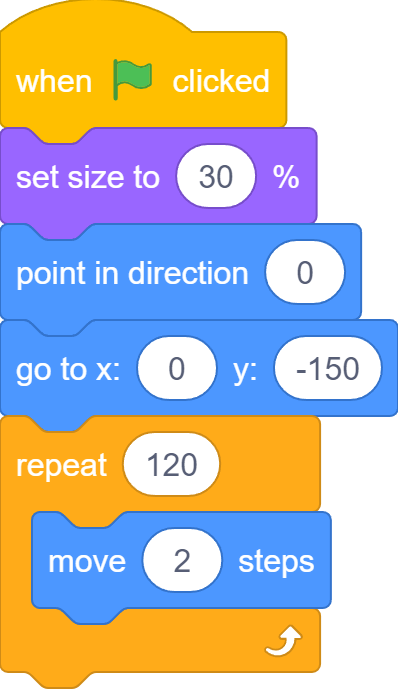 when clicked
set size to 30 %
point in direction 0
go to x: 0 y: -150
repeat 120
move 2 steps